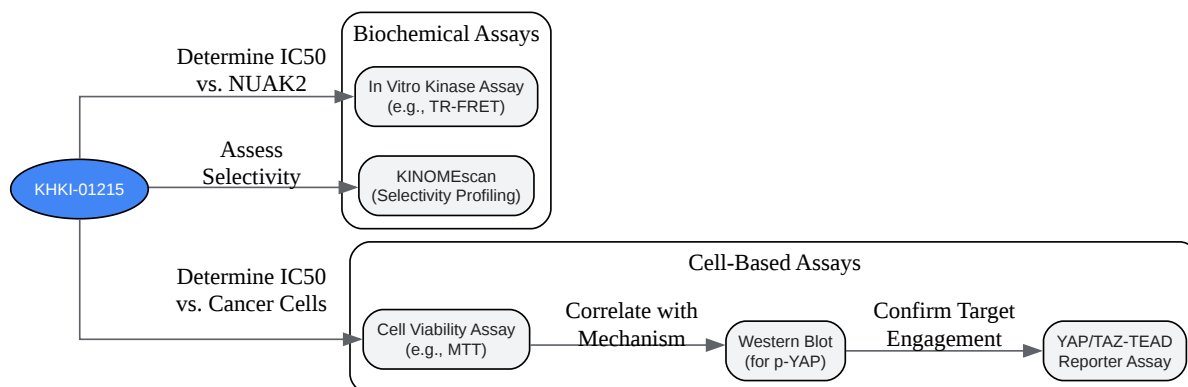 Biochemical Assays
Determine IC50
vs. NUAK2
In Vitro Kinase Assay
(e.g., TR-FRET)
Assess
Selectivity
KINOMEscan
(Selectivity Profiling)
KHKI-01215
Cell-Based Assays
Determine IC50
vs. Cancer Cells
Cell Viability Assay
(e.g., MTT)
Correlate with
Mechanism
Western Blot
(for p-YAP)
Confirm Target
Engagement
YAP/TAZ-TEAD
Reporter Assay